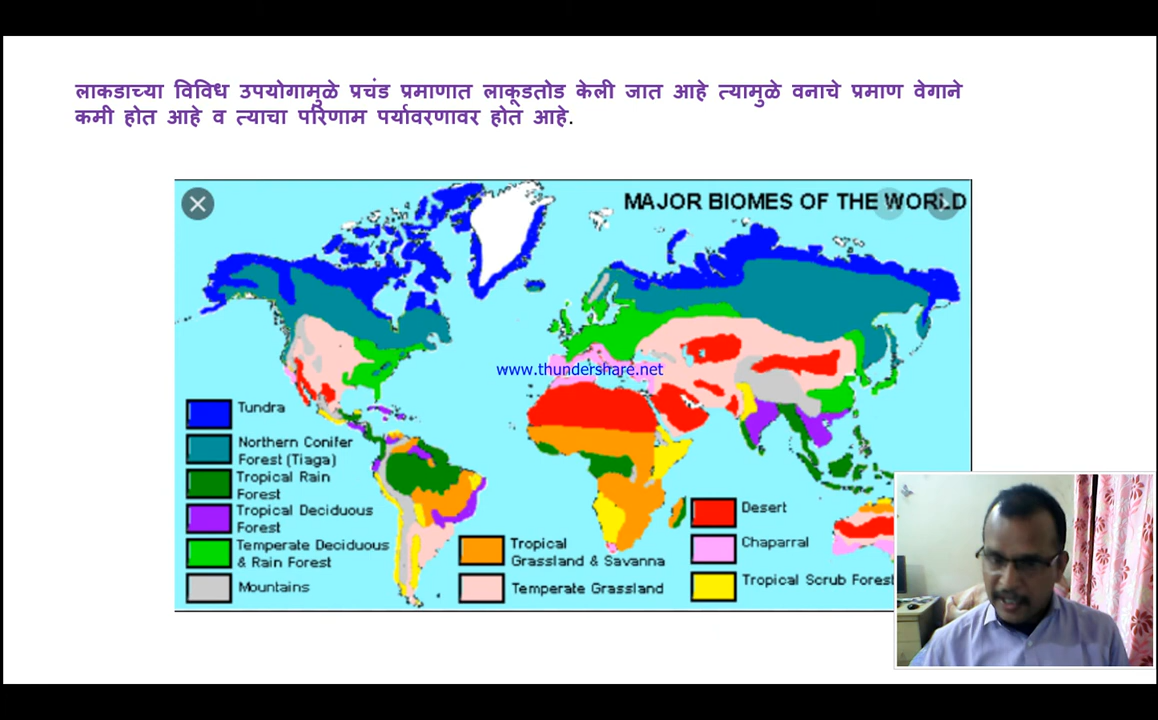 लाकडाच्या विविध उपयोगामुळे प्रचंड प्रमाणात लाकूडतोड केली जात आहे त्यामुळे वनाचे प्रमाण वेगाने
कमी होत आहे व त्याचा परिणाम पर्यावरणावर होत आहे.
MAJOR BIOMES OF THE WORLD
www.thundershare.net
Tundra
Northern Conifer
Forest (Tiaga)
Tropical Rain
Forest
Tropical Deciduous
Forest
Temperate Deciduous
& Rain Forest
Mountains
Tropical
Grassland & Savanna
Temperate Grassland
Desert
Chaparral
Tropical Scrub Forest